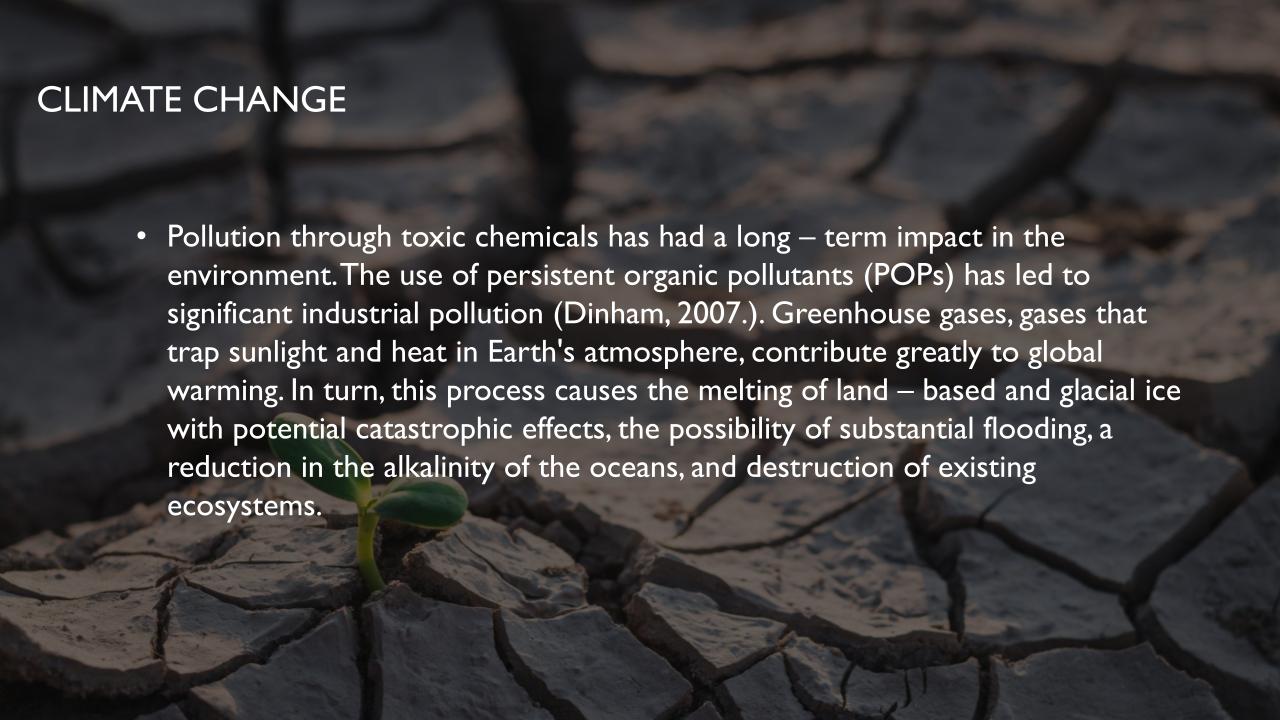 CLIMATE CHANGE
• Pollution through toxic chemicals has had a long – term impact in the
environment. The use of persistent organic pollutants (POPs) has led to
significant industrial pollution (Dinham, 2007.). Greenhouse gases, gases that
trap sunlight and heat in Earth's atmosphere, contribute greatly to global
warming. In turn, this process causes the melting of land – based and glacial ice
with potential catastrophic effects, the possibility of substantial flooding, a
reduction in the alkalinity of the oceans, and destruction of existing
ecosystems.